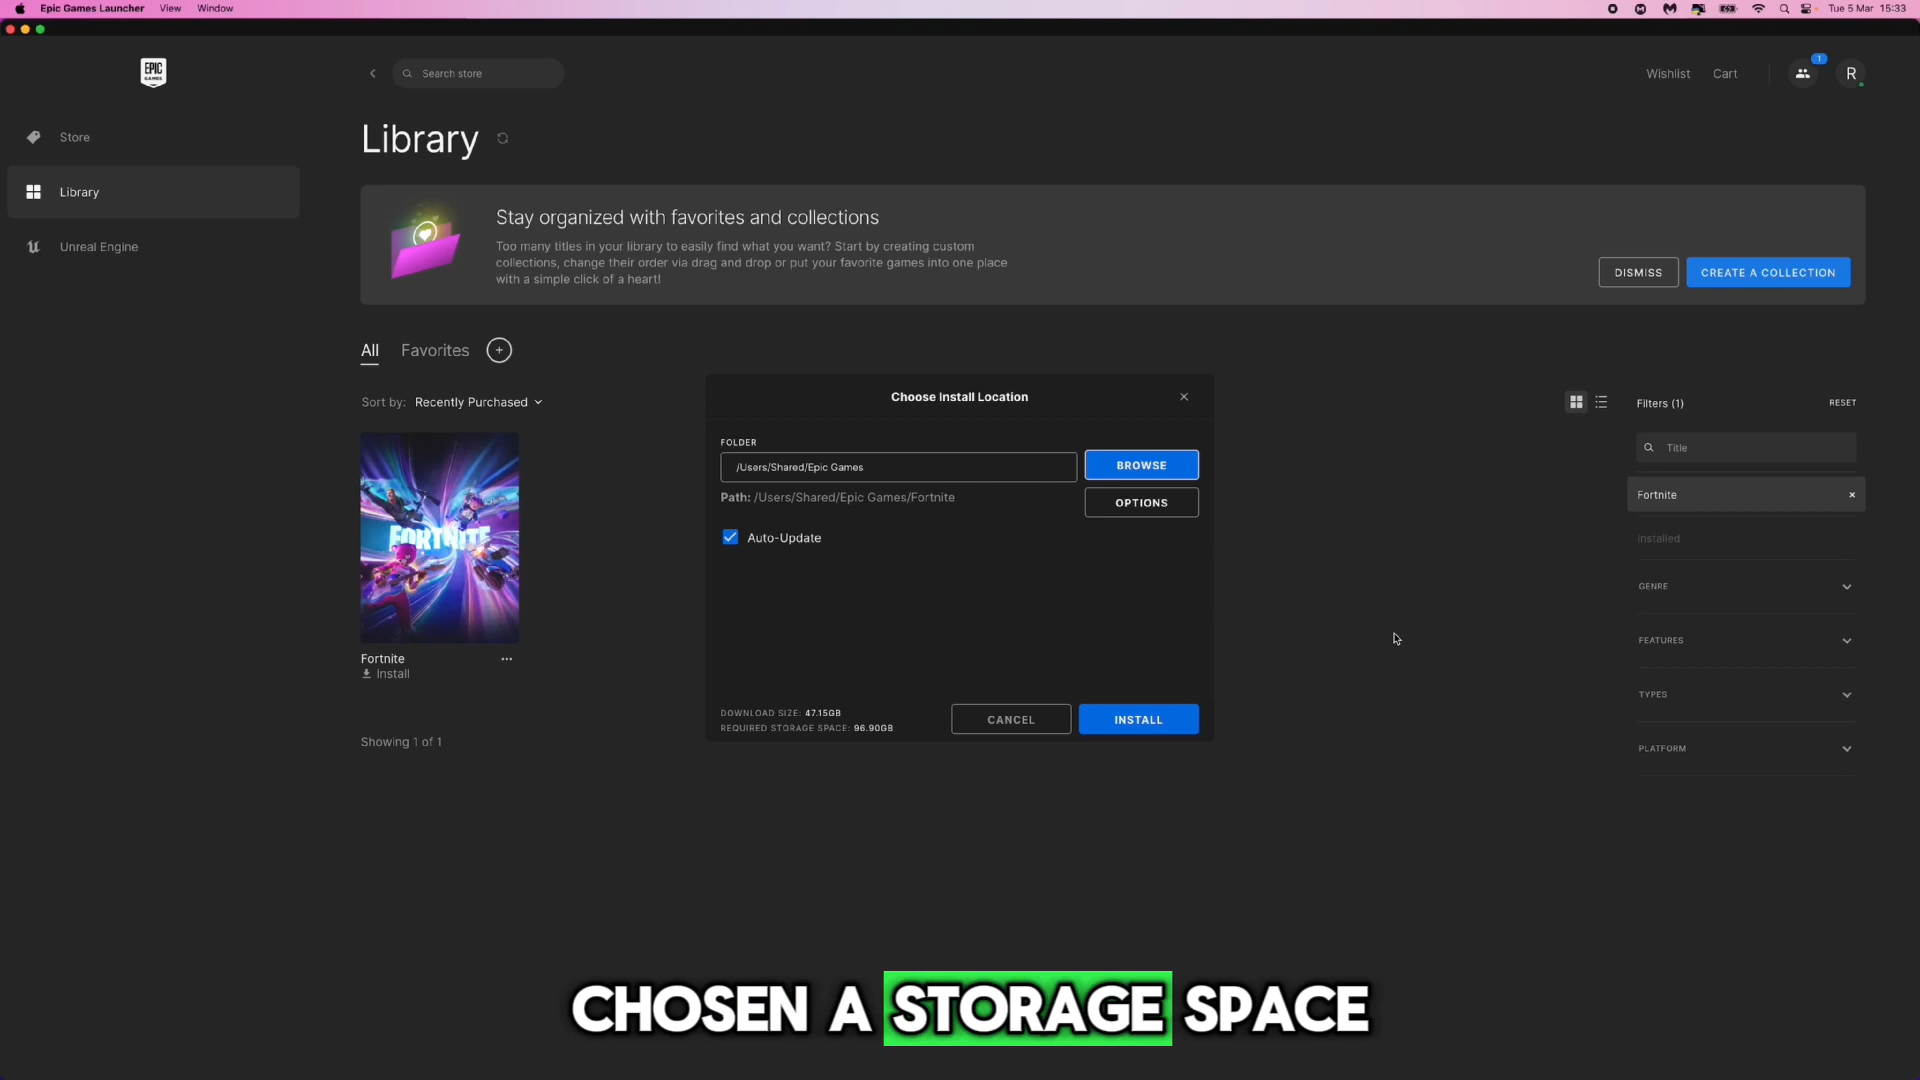 Epic Games Launcher View Window
Tue 5 Mar 15:33
EPIC
GAMES
Search store
Wishlist Cart
1
R
Store
Library
Unreal Engine
Library
Stay organized with favorites and collections
Too many titles in your library to easily find what you want? Start by creating custom
collections, change their order via drag and drop or put your favorite games into one place
with a simple click of a heart!
DISMISS CREATE A COLLECTION
All Favorites +
Sort by: Recently Purchased
FORTNITE
Fortnite
Install
Showing 1 of 1
Choose Install Location
FOLDER
/Users/Shared/Epic Games
BROWSE
Path: /Users/Shared/Epic Games/Fortnite
OPTIONS
Auto-Update
DOWNLOAD SIZE: 47.15GB
REQUIRED STORAGE SPACE: 96.90GB
CANCEL INSTALL
Filters (1) RESET
Title
Fortnite
Installed
GENRE
FEATURES
TYPES
PLATFORM
CHOSEN A STORAGE SPACE